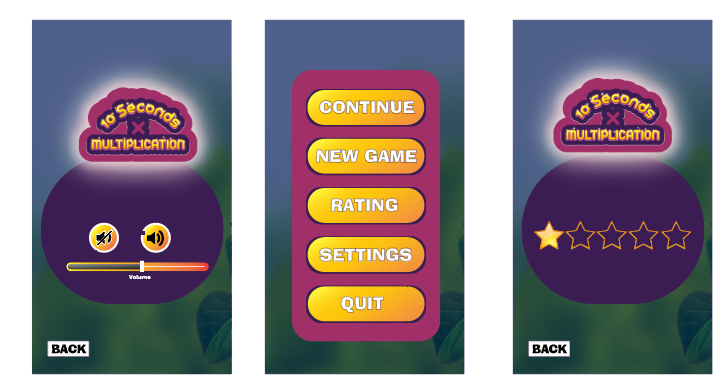 10 Seconds
X
MULTIPLICATION
Volume
BACK
CONTINUE
NEW GAME
RATING
SETTINGS
QUIT
10 Seconds
X
MULTIPLICATION
BACK